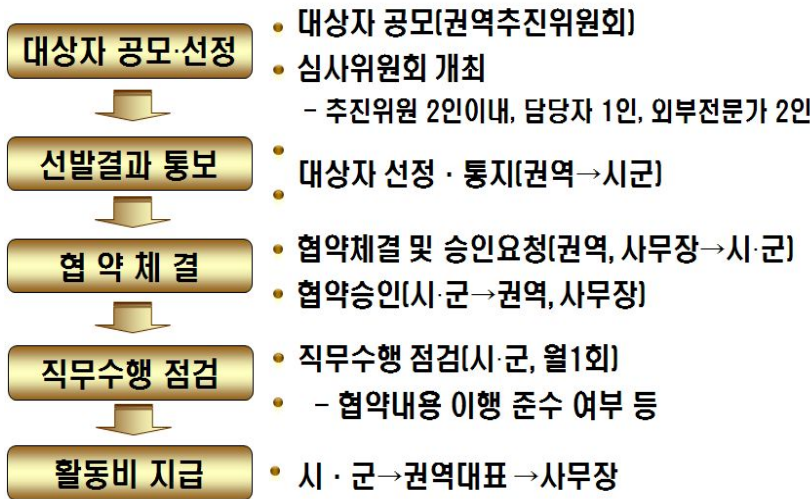 대상자 공모·선정
• 대상자 공모(권역추진위원회)
• 심사위원회 개최
– 추진위원 2인이내, 담당자 1인, 외부전문가 2인
선발결과 통보
•
대상자 선정 · 통지(권역→시군)
•
협 약 체 결
• 협약체결 및 승인요청(권역, 사무장→시·군)
• 협약승인(시·군→권역, 사무장)
직무수행 점검
• 직무수행 점검(시·군, 월1회)
• – 협약내용 이행 준수 여부 등
활동비 지급
• 시 · 군→권역대표 →사무장